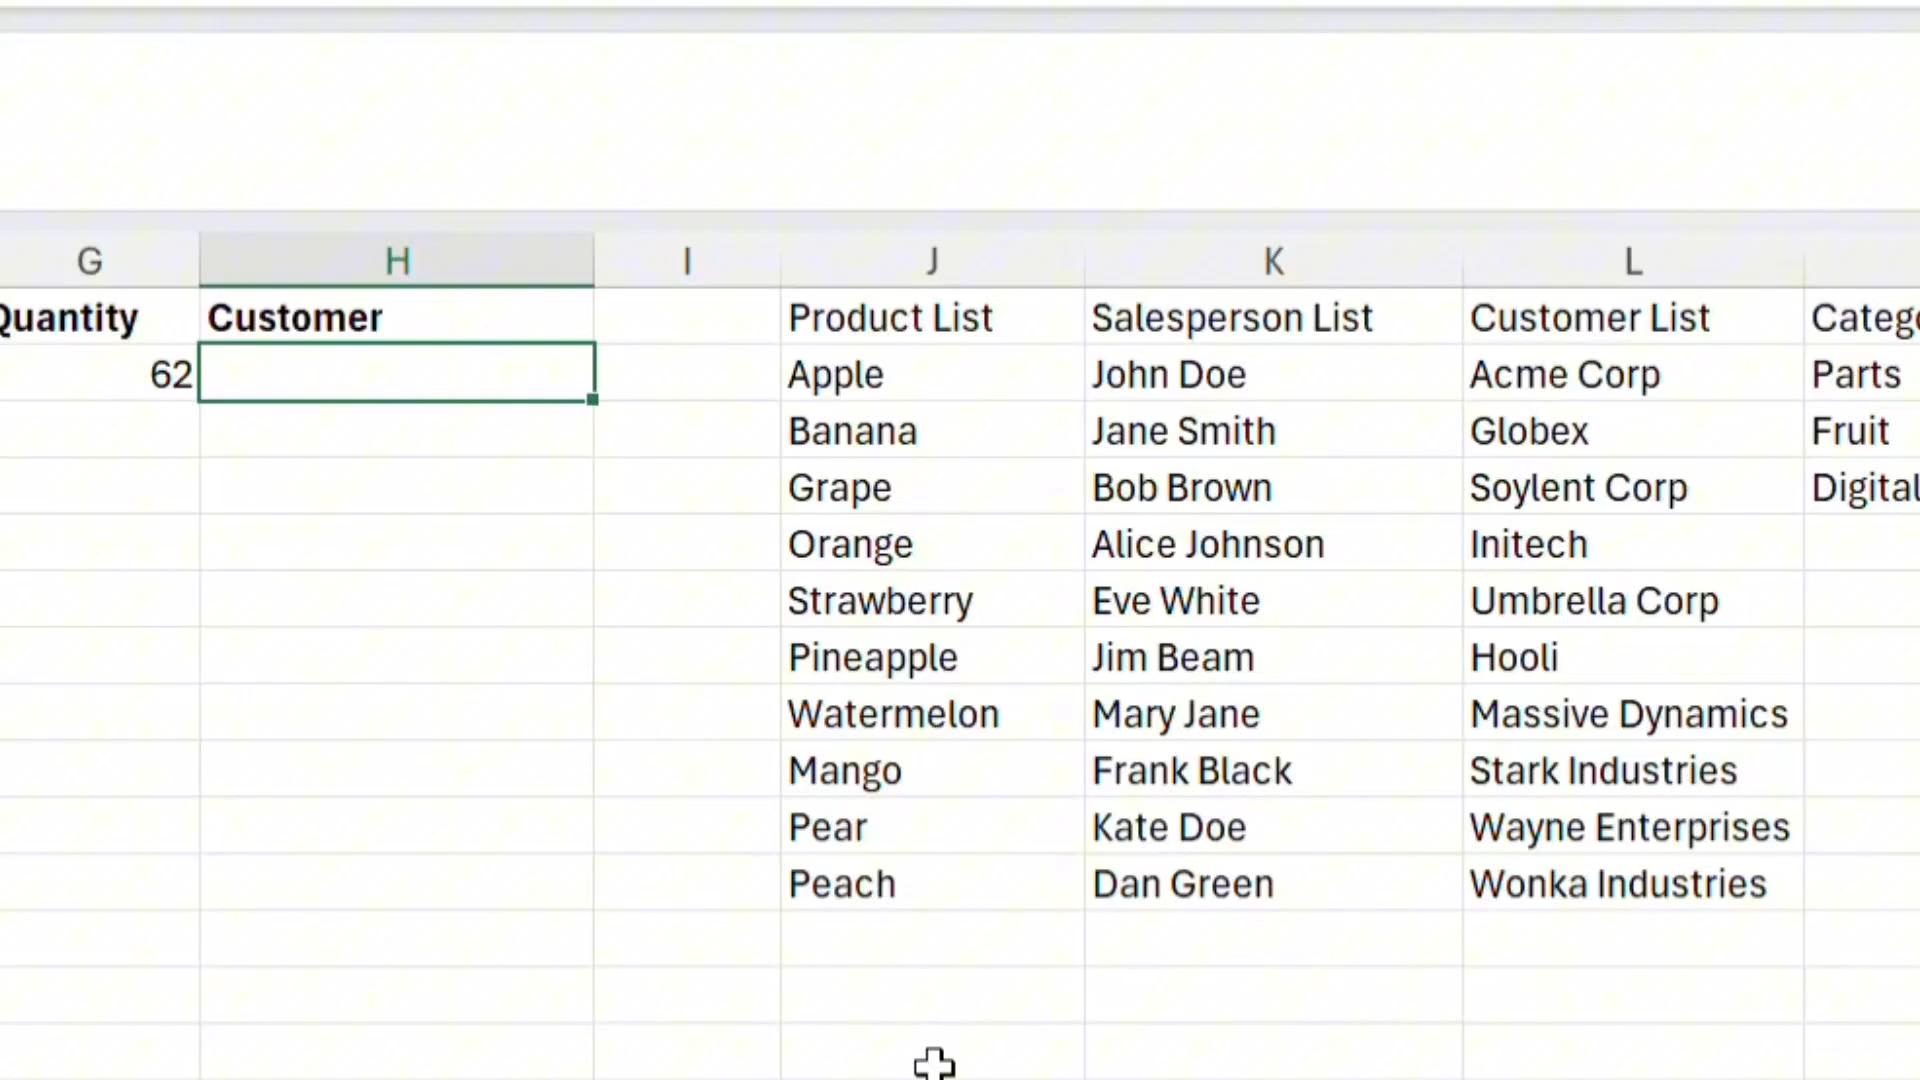 G H I J K L
Quantity Customer Product List Salesperson List Customer List
62 Apple John Doe Acme Corp Parts
Banana Jane Smith Globex Fruit
Grape Bob Brown Soylent Corp Digital
Orange Alice Johnson Initech
Strawberry Eve White Umbrella Corp
Pineapple Jim Beam Hooli
Watermelon Mary Jane Massive Dynamics
Mango Frank Black Stark Industries
Pear Kate Doe Wayne Enterprises
Peach Dan Green Wonka Industries